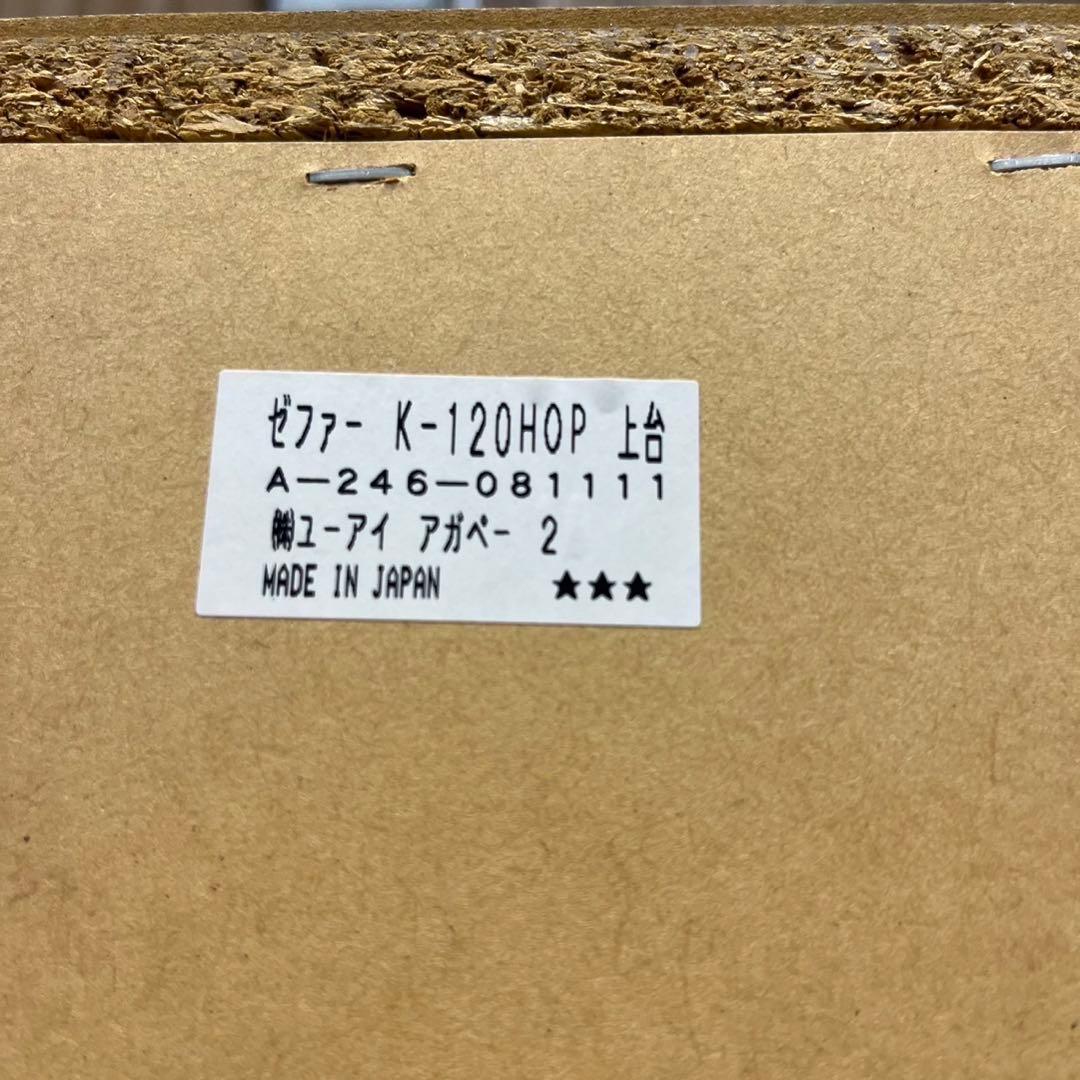 ゼファー K-120HOP 上台
A-246-081111
㈱ユーアイ アガペー 2
MADE IN JAPAN ★★★